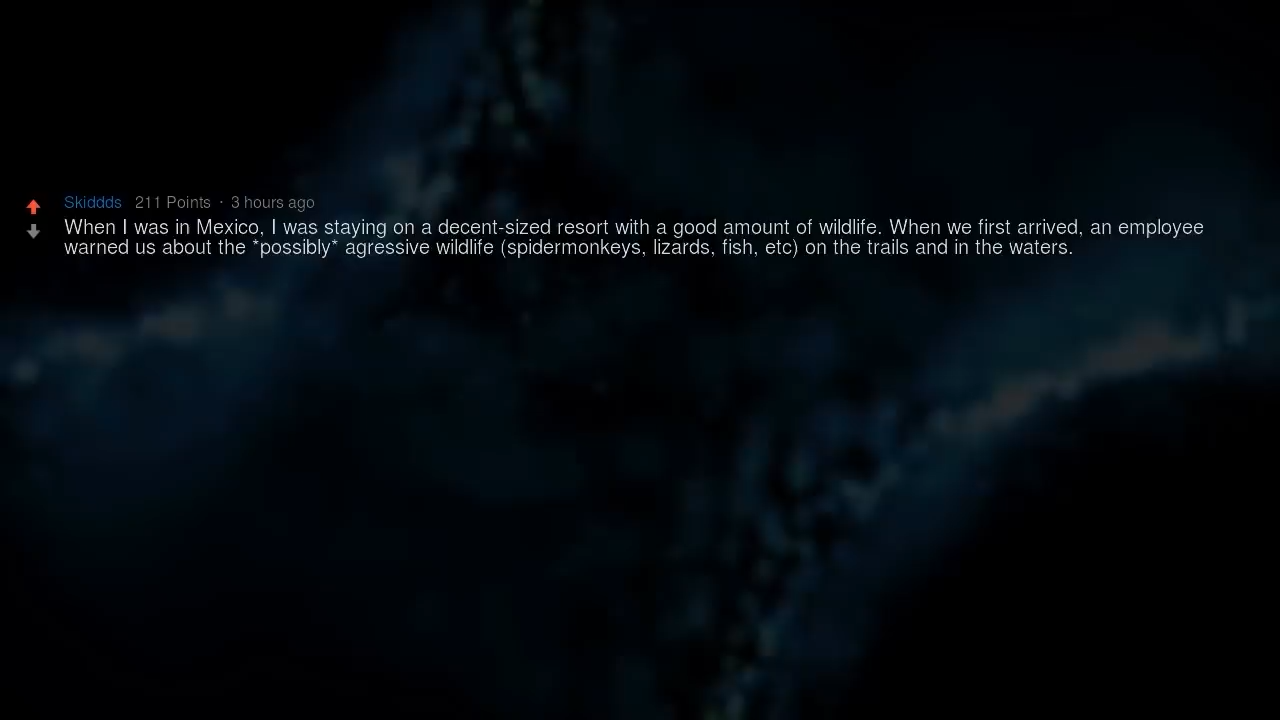 Skiddds 211 Points · 3 hours ago
When I was in Mexico, I was staying on a decent-sized resort with a good amount of wildlife. When we first arrived, an employee
warned us about the *possibly* agressive wildlife (spidermonkeys, lizards, fish, etc) on the trails and in the waters.